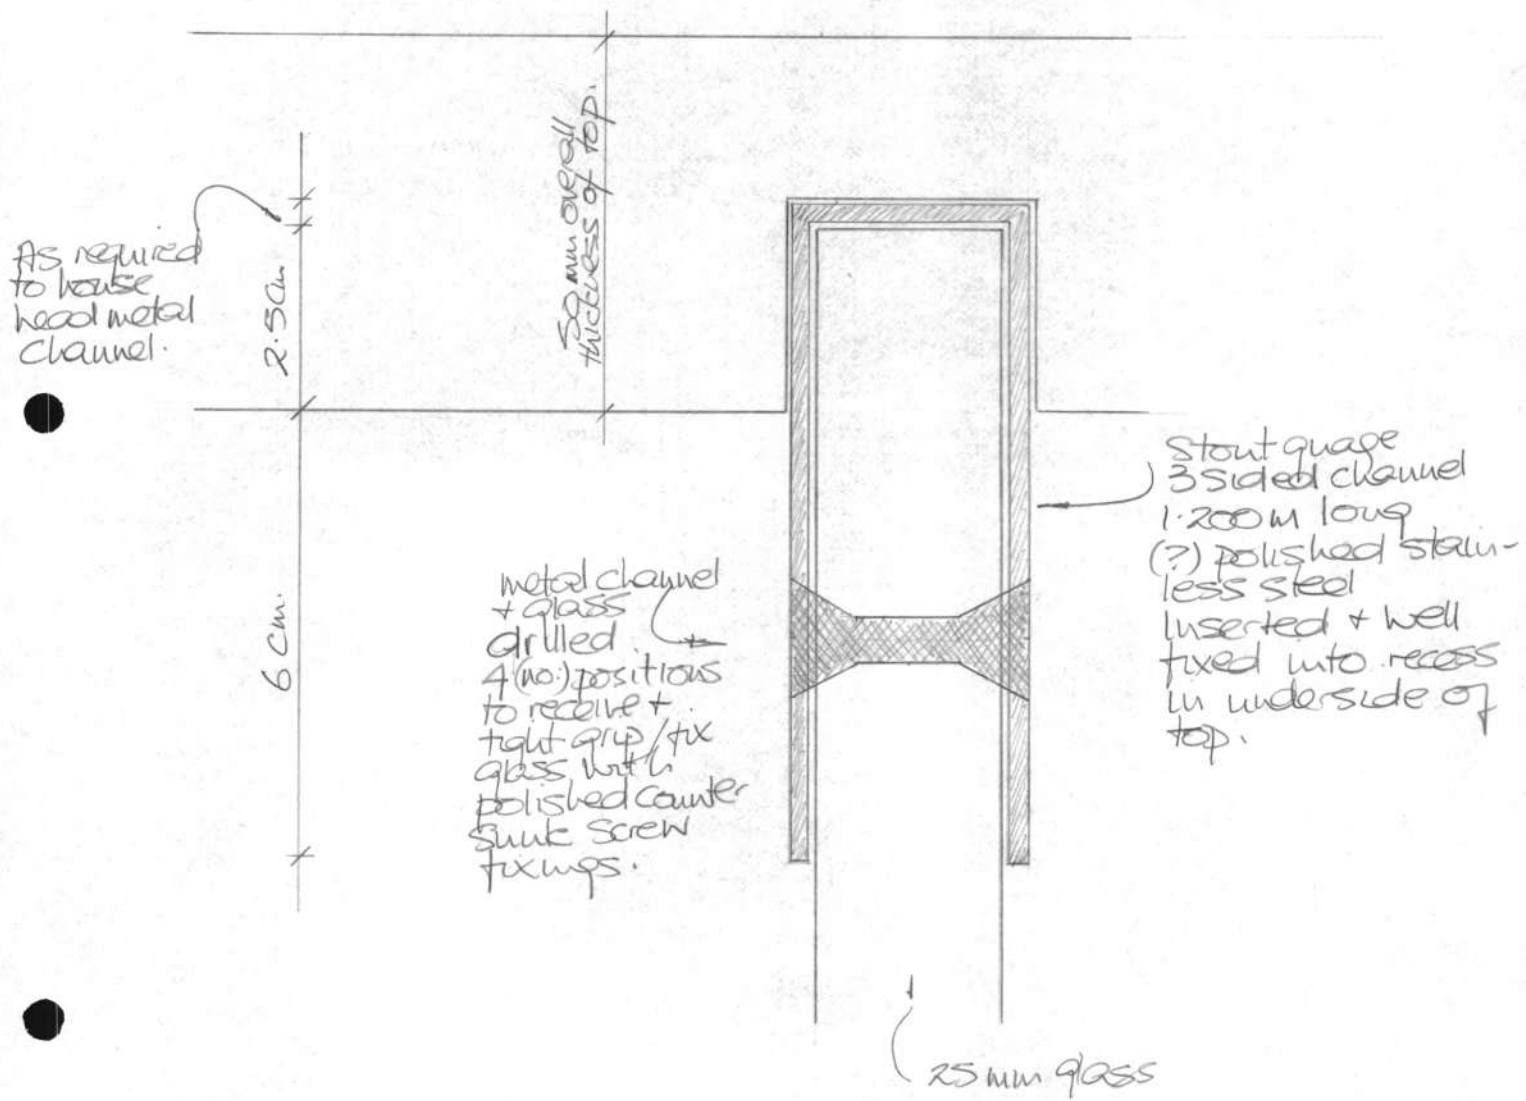 50 mm overall
thickness of top.
As required
to house
head metal
channel.
2.5cm
6 cm.
metal channel
+ glass
drilled
4 (no.) positions
to receive +
tight grip/fix
glass with
polished counter
sunk screw
fixings.
Stout guage
3 sided channel
1.200 m long
(?) polished stain-
less steel
inserted + well
fixed into recess
in underside of
top.
25 mm glass